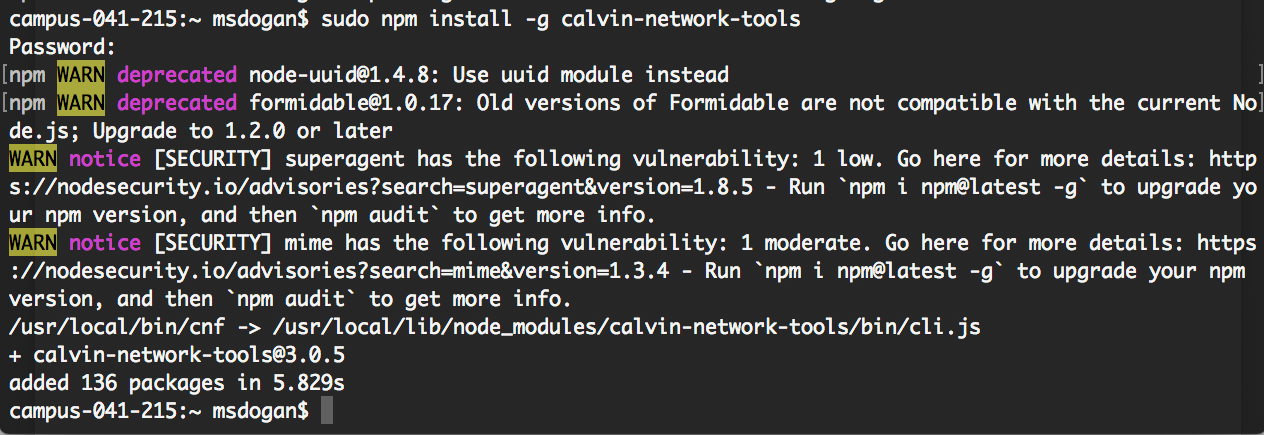 campus-041-215:~ msdogan$ sudo npm install -g calvin-network-tools
Password:
[npm WARN deprecated node-uuid@1.4.8: Use uuid module instead ]
[npm WARN deprecated formidable@1.0.17: Old versions of Formidable are not compatible with the current No]
de.js; Upgrade to 1.2.0 or later
WARN notice [SECURITY] superagent has the following vulnerability: 1 low. Go here for more details: http
s://nodesecurity.io/advisories?search=superagent&version=1.8.5 - Run `npm i npm@latest -g` to upgrade yo
ur npm version, and then `npm audit` to get more info.
WARN notice [SECURITY] mime has the following vulnerability: 1 moderate. Go here for more details: https
://nodesecurity.io/advisories?search=mime&version=1.3.4 - Run `npm i npm@latest -g` to upgrade your npm
version, and then `npm audit` to get more info.
/usr/local/bin/cnf -> /usr/local/lib/node_modules/calvin-network-tools/bin/cli.js
+ calvin-network-tools@3.0.5
added 136 packages in 5.829s
campus-041-215:~ msdogan$